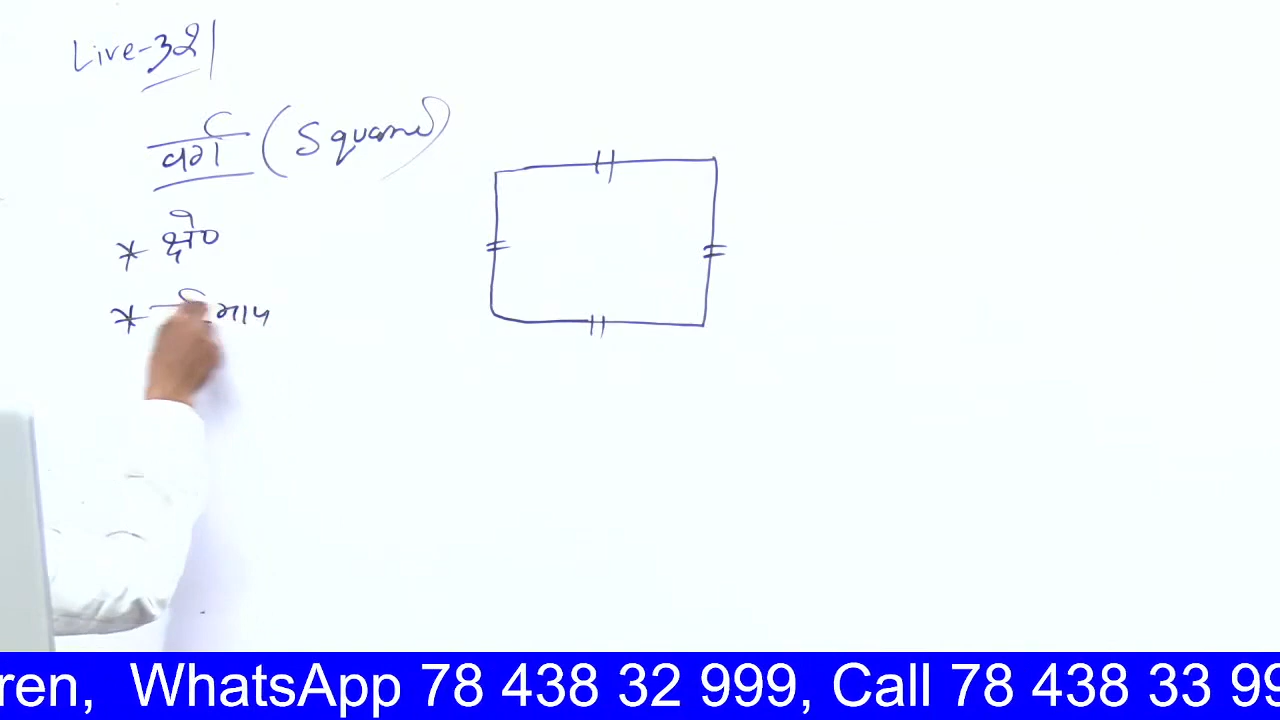 Live-321
वर्ग (Square)
* क्षे०
*
ren, WhatsApp 78 438 32 999, Call 78 438 33 99